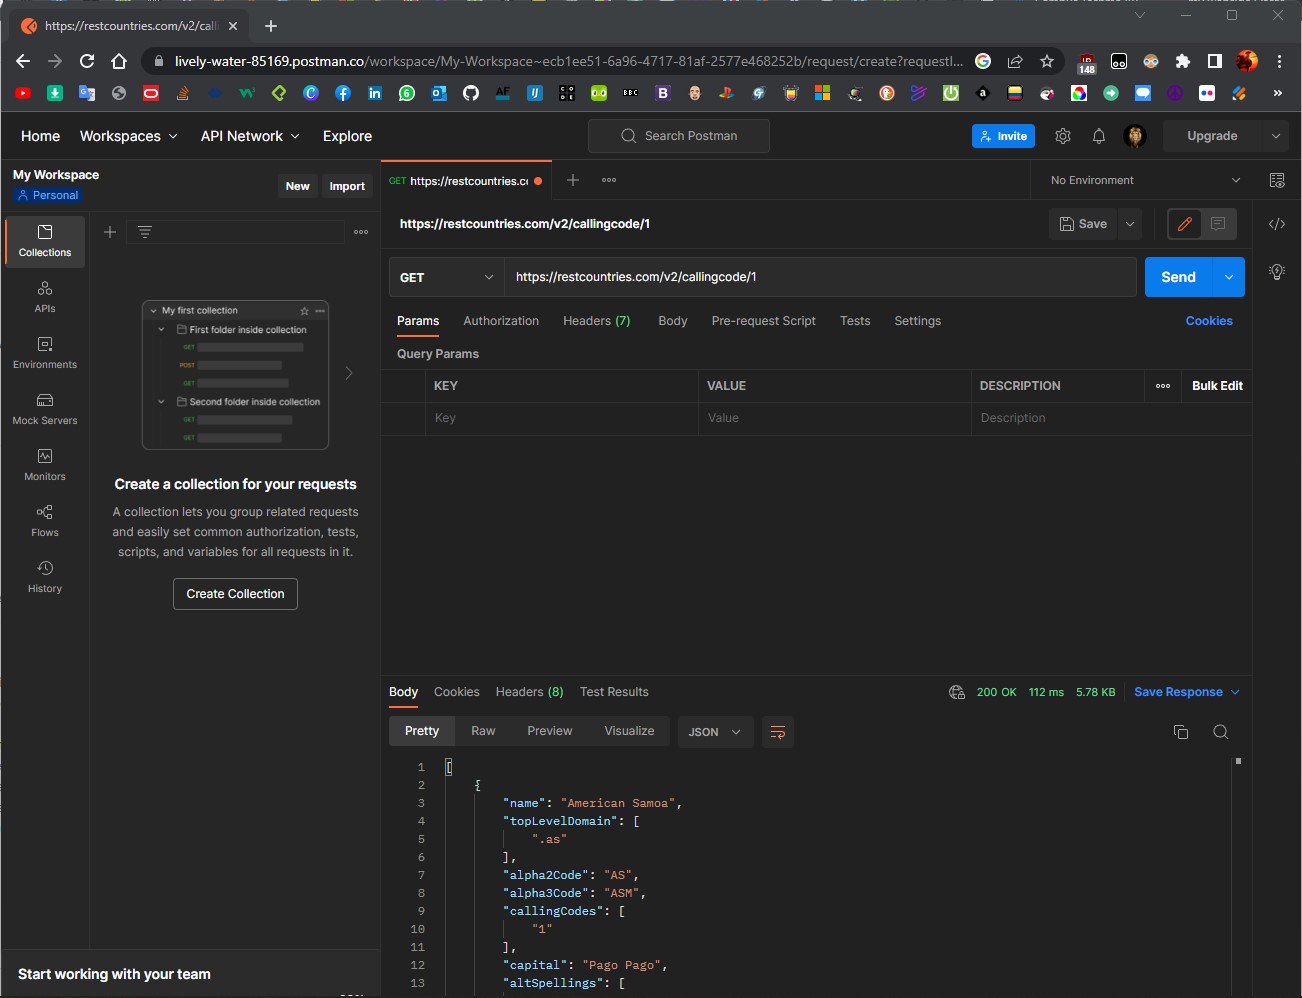 https://restcountries.com/v2/calli
lively-water-85169.postman.co/workspace/My-Workspace~ecb1ee51-6a96-4717-81af-2577e468252b/request/create?requestI...
148
AF
IJ
CO
DE
BBC
B
a
»
Home Workspaces API Network Explore Search Postman Invite Upgrade
My Workspace
Personal
New Import
GET https://restcountries.co No Environment
https://restcountries.com/v2/callingcode/1 Save
GET https://restcountries.com/v2/callingcode/1 Send
Params Authorization Headers (7) Body Pre-request Script Tests Settings Cookies
Query Params
KEY VALUE DESCRIPTION Bulk Edit
Key Value Description
Collections
APIs
Environments
Mock Servers
Monitors
Flows
History
My first collection
First folder inside collection
GET
POST
GET
Second folder inside collection
GET
GET
Create a collection for your requests
A collection lets you group related requests
and easily set common authorization, tests,
scripts, and variables for all requests in it.
Create Collection
Start working with your team
Body Cookies Headers (8) Test Results 200 OK 112 ms 5.78 KB Save Response
Pretty Raw Preview Visualize JSON
1 [
2 {
3 "name": "American Samoa",
4 "topLevelDomain": [
5 ".as"
6 ],
7 "alpha2Code": "AS",
8 "alpha3Code": "ASM",
9 "callingCodes": [
10 "1"
11 ],
12 "capital": "Pago Pago",
13 "altSpellings": [